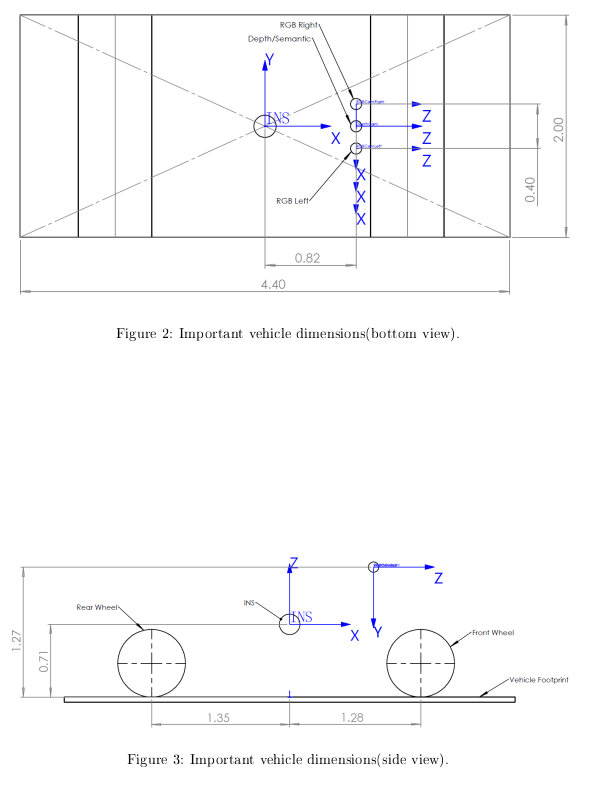 RGB Right
Depth/Semantic
Y
INS
X
Z
Z
Z
X
X
X
RGB Left
2.00
0.40
0.82
4.40
Figure 2: Important vehicle dimensions(bottom view).
Z
Z
INS
INS
X
Y
Rear Wheel
Front Wheel
1.27
0.71
Vehicle Footprint
1.35
1.28
Figure 3: Important vehicle dimensions(side view).